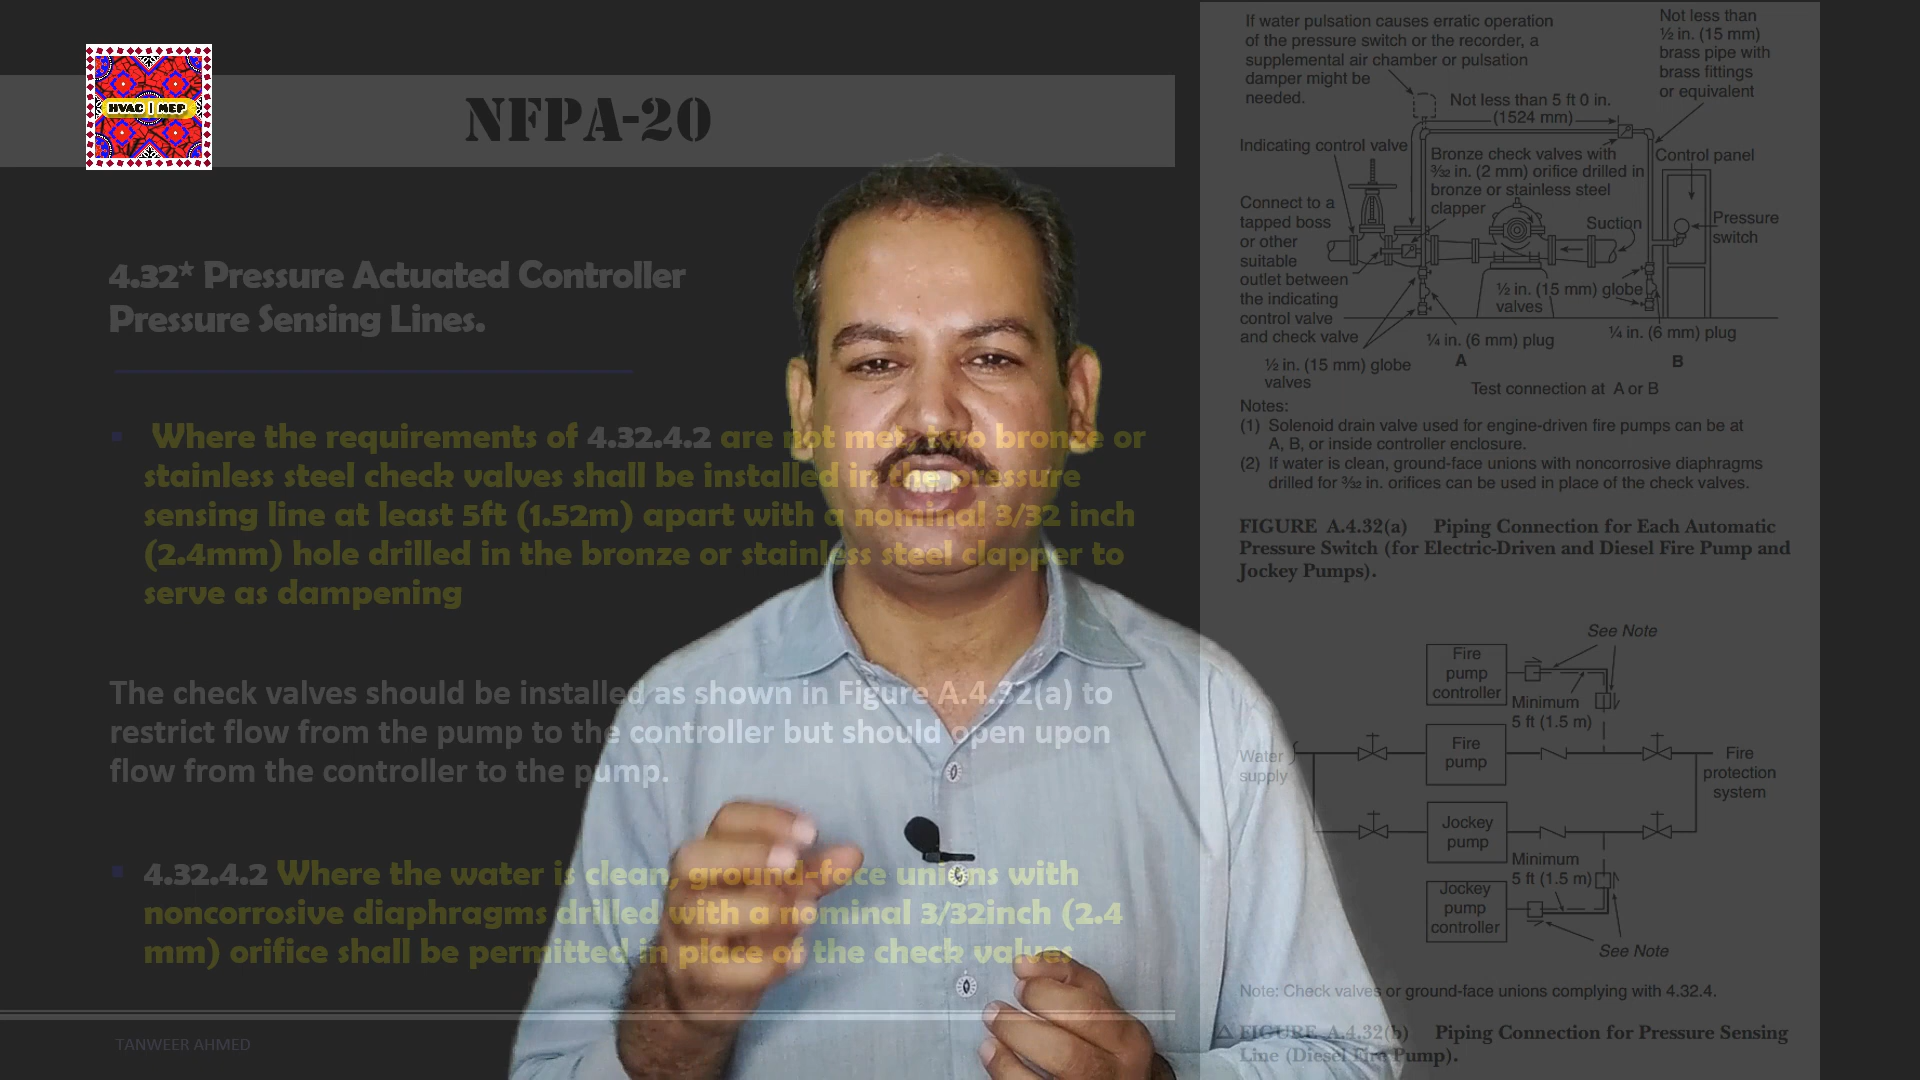 HVAC | MEP
NFPA-20
4.32* Pressure Actuated Controller
Pressure Sensing Lines.
Where the requirements of 4.32.4.2 are not met, two bronze or
stainless steel check valves shall be installed in the pressure
sensing line at least 5ft (1.52m) apart with a nominal 3/32 inch
(2.4mm) hole drilled in the bronze or stainless steel clapper to
serve as dampening
The check valves should be installed as shown in Figure A.4.32(a) to
restrict flow from the pump to the controller but should open upon
flow from the controller to the pump.
4.32.4.2 Where the water is clean, ground-face unions with
noncorrosive diaphragms drilled with a nominal 3/32inch (2.4
mm) orifice shall be permitted in place of the check valves
TANWEER AHMED
If water pulsation causes erratic operation
of the pressure switch or the recorder, a
supplemental air chamber or pulsation
damper might be
needed.
Not less than
½ in. (15 mm)
brass pipe with
brass fittings
or equivalent
Not less than 5 ft 0 in.
(1524 mm)
Indicating control valve
Bronze check valves with
3⁄32 in. (2 mm) orifice drilled in
bronze or stainless steel
clapper
Control panel
Connect to a
tapped boss
or other
suitable
outlet between
the indicating
control valve
and check valve
Suction
Pressure
switch
½ in. (15 mm) globe
valves
¼ in. (6 mm) plug
¼ in. (6 mm) plug
½ in. (15 mm) globe
valves
A
B
Test connection at A or B
Notes:
(1) Solenoid drain valve used for engine-driven fire pumps can be at
A, B, or inside controller enclosure.
(2) If water is clean, ground-face unions with noncorrosive diaphragms
drilled for 3⁄32 in. orifices can be used in place of the check valves.
FIGURE A.4.32(a) Piping Connection for Each Automatic
Pressure Switch (for Electric-Driven and Diesel Fire Pump and
Jockey Pumps).
See Note
Fire
pump
controller
Minimum
5 ft (1.5 m)
Water
supply
Fire
pump
Fire
protection
system
Jockey
pump
Minimum
5 ft (1.5 m)
Jockey
pump
controller
See Note
Note: Check valves or ground-face unions complying with 4.32.4.
Δ FIGURE A.4.32(b) Piping Connection for Pressure Sensing
Line (Diesel Fire Pump).